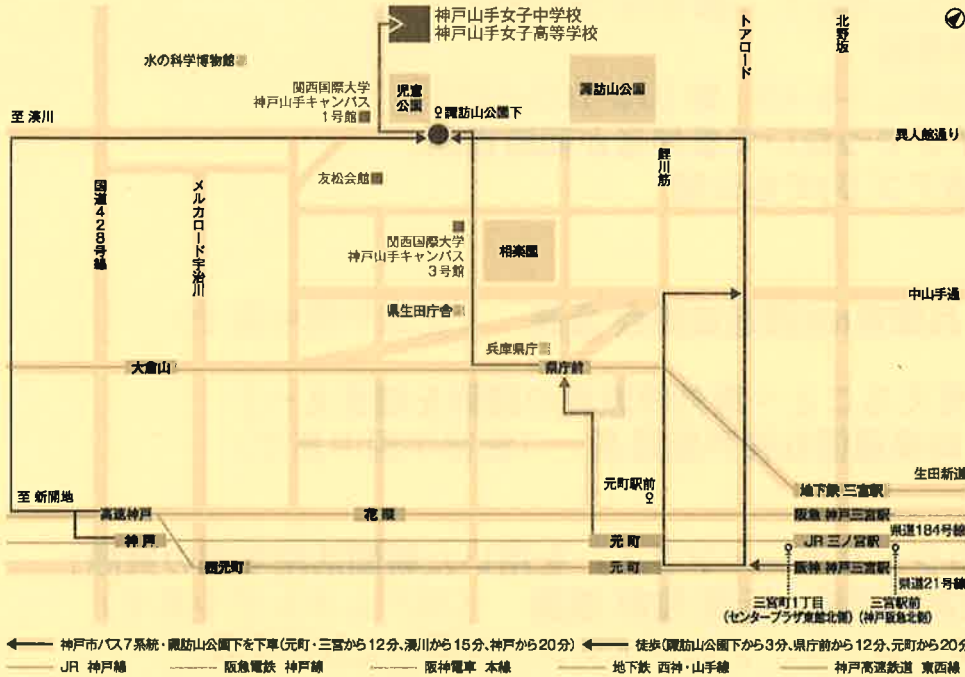 神戸山手女子中学校
神戸山手女子高等学校
トアロード
北野坂
水の科学博物館
関西国際大学
神戸山手キャンパス
1号館
児童
公園
諏訪山公園
諏訪山公園下
至 湊川
異人館通り
鯉川筋
友松会館
国道428号線
メルカロード宇治川
関西国際大学
神戸山手キャンパス
3号館
相楽園
中山手通
県生田庁舎
兵庫県庁
大倉山
県庁前
生田新道
元町駅前
地下鉄 三宮駅
至 新開地
高速神戸
花隈
阪急 神戸三宮駅
県道184号線
神戸
元町
JR 三ノ宮駅
西元町
元町
阪神 神戸三宮駅
県道21号線
三宮町1丁目
(センタープラザ東館北側)
三宮駅前
(神戸阪急北側)
神戸市バス7系統・諏訪山公園下を下車(元町・三宮から12分、湊川から15分、神戸から20分)
徒歩(諏訪山公園下から3分、県庁前から12分、元町から20分
JR 神戸線
阪急電鉄 神戸線
阪神電車 本線
地下鉄 西神・山手線
神戸高速鉄道 東西線